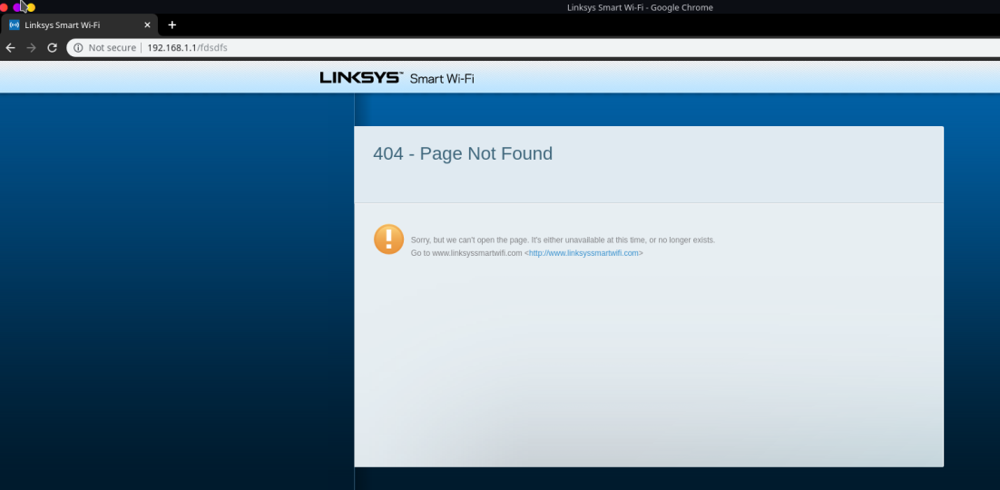 Linksys Smart Wi-Fi - Google Chrome
Linksys Smart Wi-Fi
Not secure 192.168.1.1/fdsdfs
LINKSYS™ Smart Wi-Fi
404 - Page Not Found
Sorry, but we can't open the page. It's either unavailable at this time, or no longer exists.
Go to www.linksyssmartwifi.com <http://www.linksyssmartwifi.com>